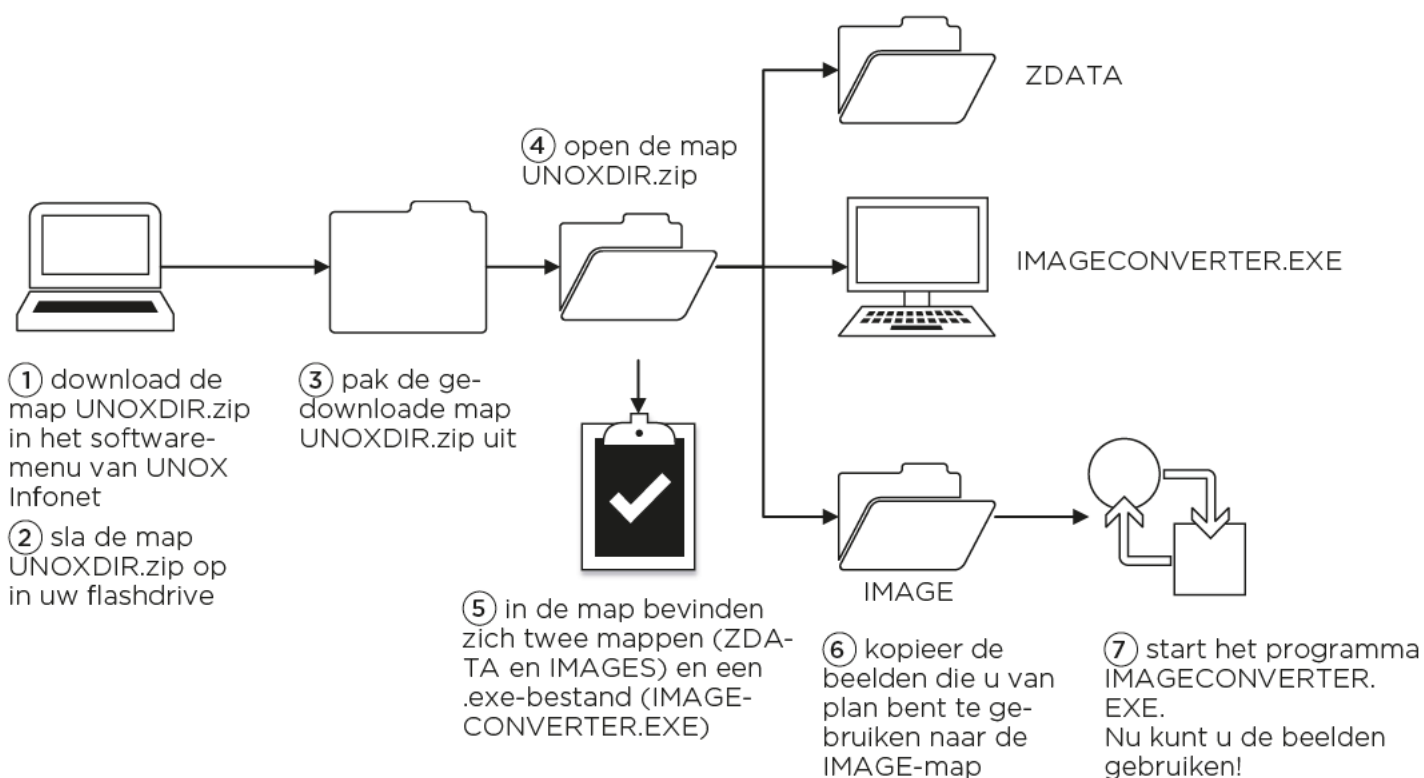 ① download de
map UNOXDIR.zip
in het software-
menu van UNOX
Infonet
② sla de map
UNOXDIR.zip op
in uw flashdrive
③ pak de ge-
downloade map
UNOXDIR.zip uit
④ open de map
UNOXDIR.zip
⑤ in de map bevinden
zich twee mappen (ZDA-
TA en IMAGES) en een
.exe-bestand (IMAGE-
CONVERTER.EXE)
ZDATA
IMAGECONVERTER.EXE
IMAGE
⑥ kopieer de
beelden die u van
plan bent te ge-
bruiken naar de
IMAGE-map
⑦ start het programma
IMAGECONVERTER.
EXE.
Nu kunt u de beelden
gebruiken!